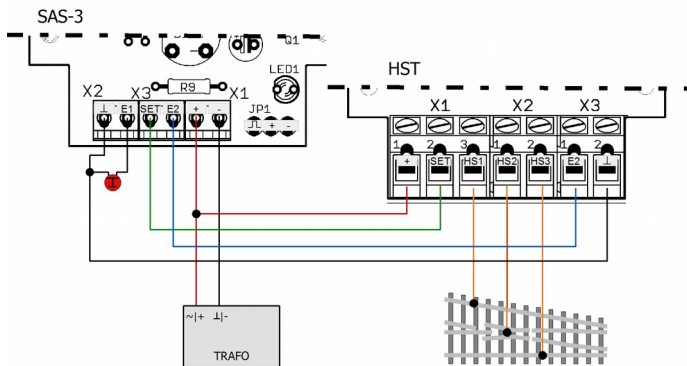 SAS-3
Q1
HST
LED1
R9
X2 X3 X1
JP1
⊥ E1 SET E2 + -
⎍ + -
X1 X2 X3
1 2 3 1 2 1 2
+ SET HS1 HS2 HS3 E2 ⊥
~|+ ⊥|-
TRAFO